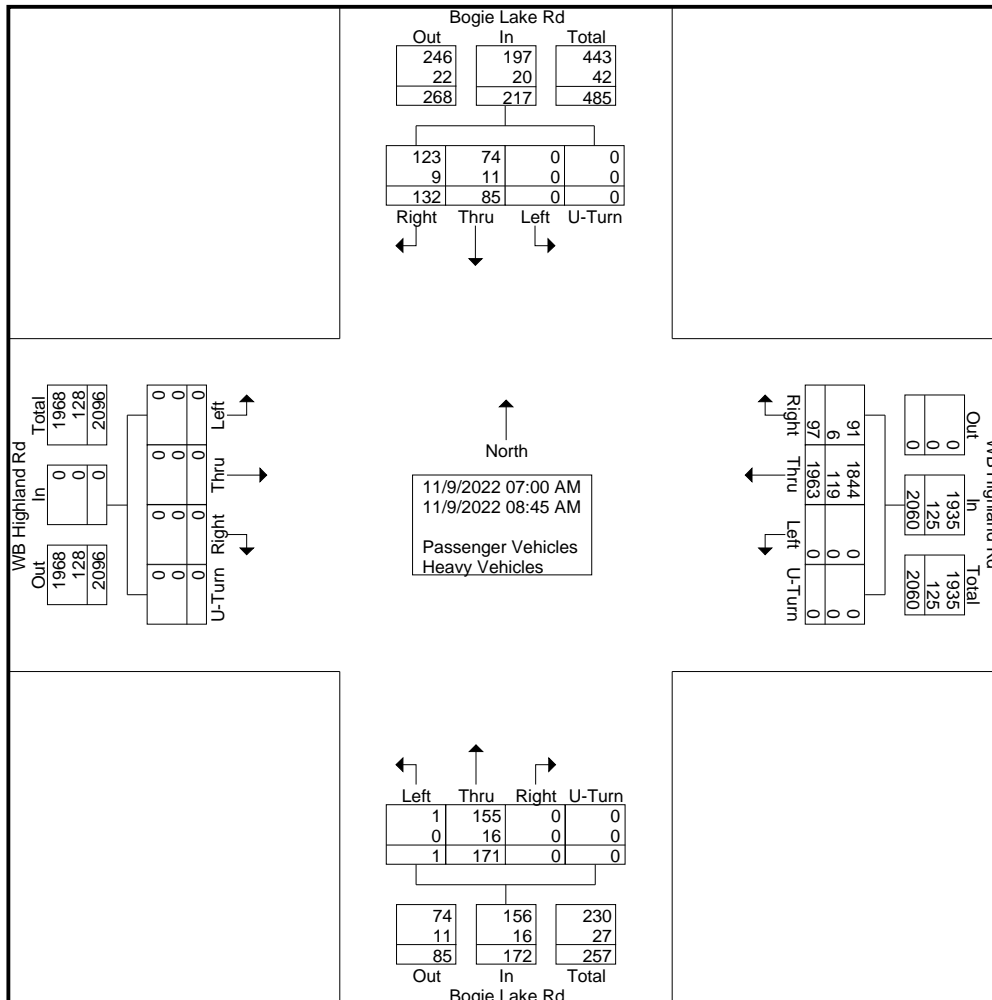 Bogie Lake Rd
Out In Total
246 197 443
22 20 42
268 217 485
123 74 0 0
9 11 0 0
132 85 0 0
Right Thru Left U-Turn
WB Highland Rd
Total In Out
1968 0 1968
128 0 128
2096 0 2096
0 0 0 0
0 0 0 0
0 0 0 0
Left Thru Right U-Turn
North
11/9/2022 07:00 AM
11/9/2022 08:45 AM
Passenger Vehicles
Heavy Vehicles
WB Highland Rd
Out In Total
0 1935 1935
0 125 125
0 2060 2060
91 1844 0 0
6 119 0 0
97 1963 0 0
Right Thru Left U-Turn
Left Thru Right U-Turn
1 155 0 0
0 16 0 0
1 171 0 0
74 156 230
11 16 27
85 172 257
Out In Total
Bogie Lake Rd